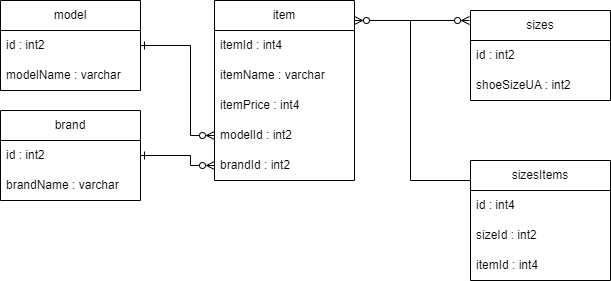 model
id : int2
modelName : varchar
brand
id : int2
brandName : varchar
item
itemId : int4
itemName : varchar
itemPrice : int4
modelId : int2
brandId : int2
sizes
id : int2
shoeSizeUA : int2
sizesItems
id : int4
sizeId : int2
itemId : int4